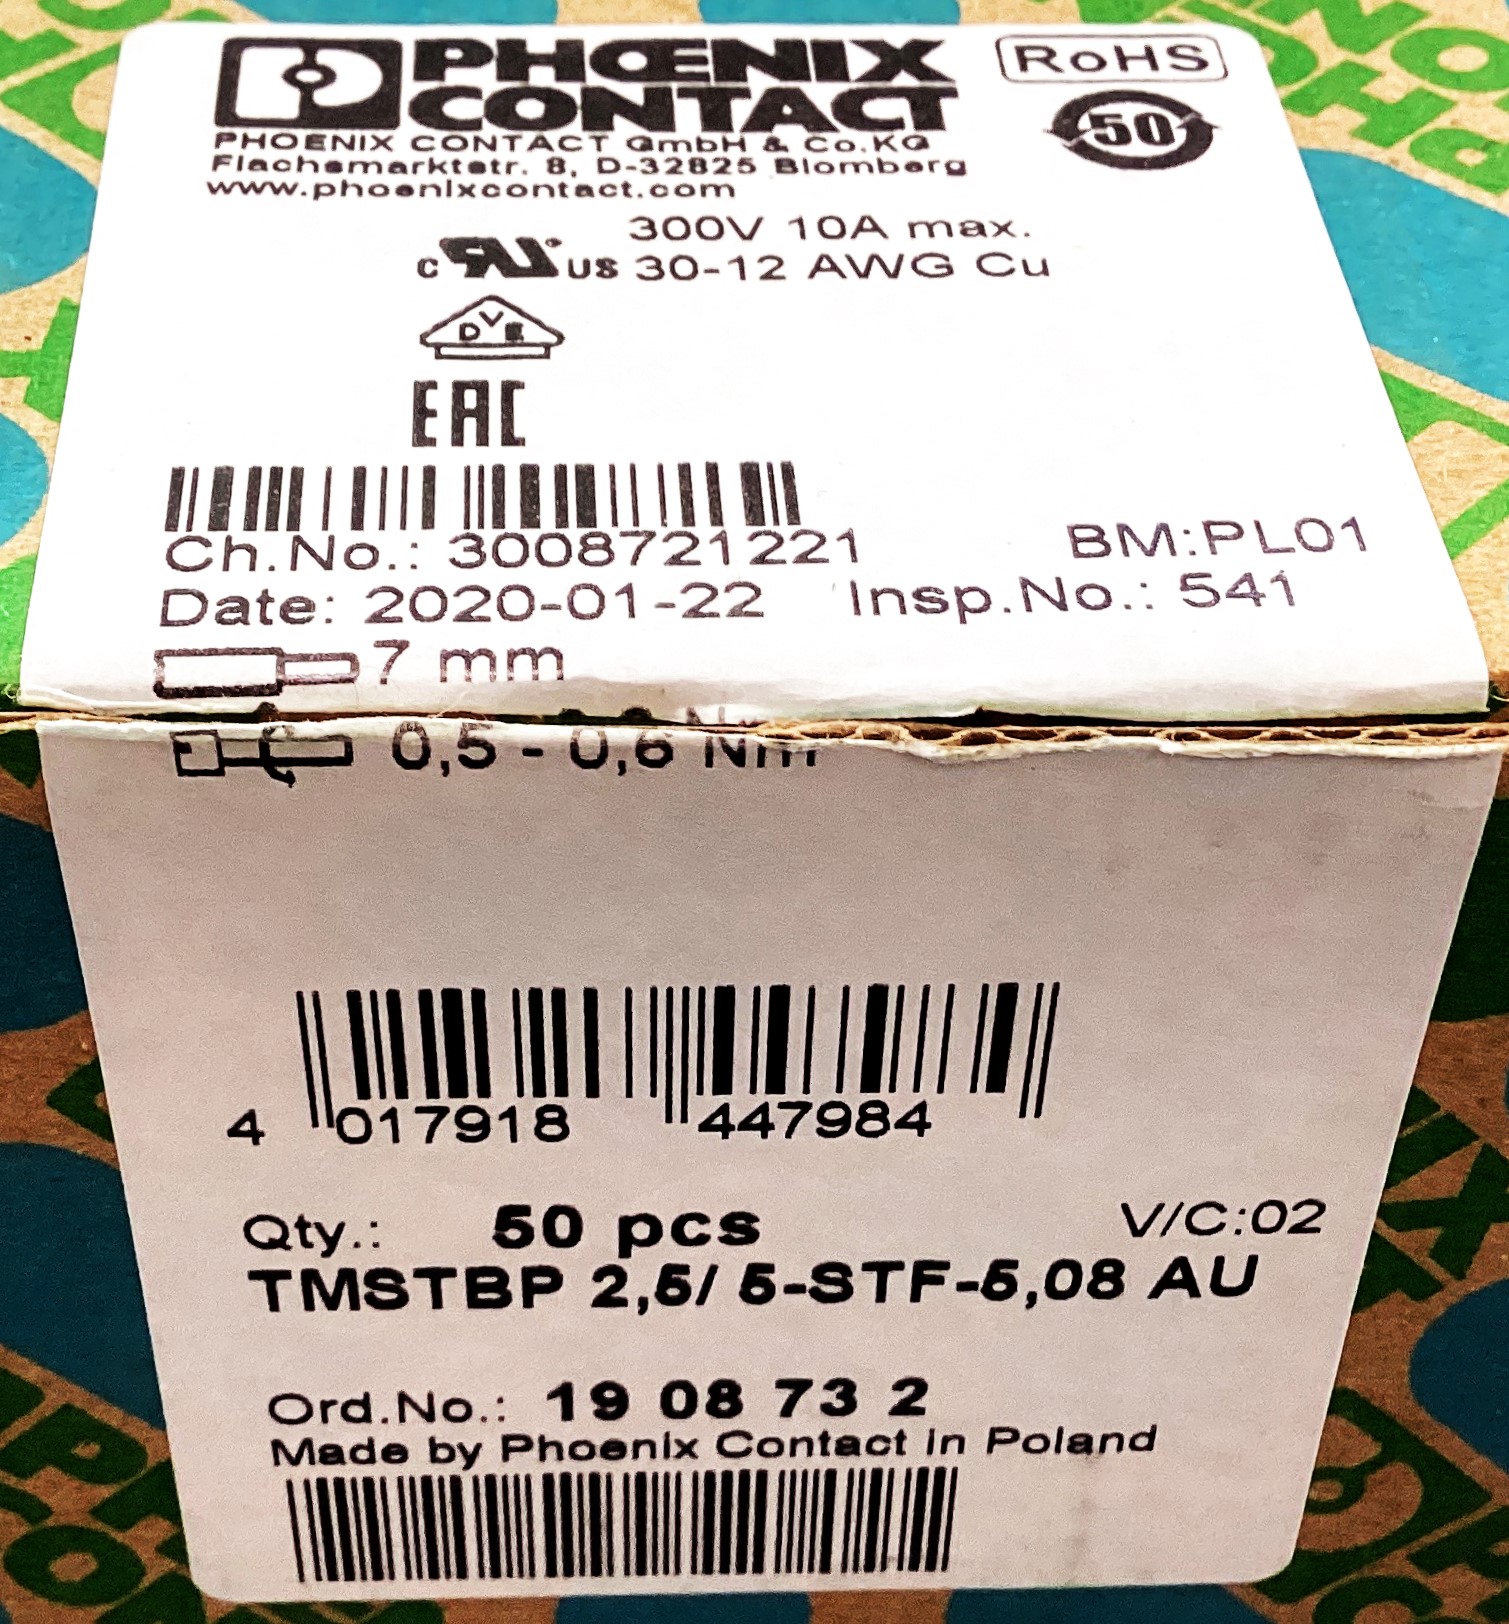 PHŒNIX
CONTACT
RoHS
50
PHOENIX CONTACT GmbH & Co.KG
Flachsmarktstr. 8, D-32825 Blomberg
www.phoenixcontact.com
300V 10A max.
c RU US 30-12 AWG Cu
DVE
EAC
Ch.No.: 3008721221
BM:PL01
Date: 2020-01-22 Insp.No.: 541
7 mm
0,5 - 0,6 Nm
4 017918 447984
Qty.: 50 pcs V/C:02
TMSTBP 2,5/ 5-STF-5,08 AU
Ord.No.: 19 08 73 2
Made by Phoenix Contact in Poland